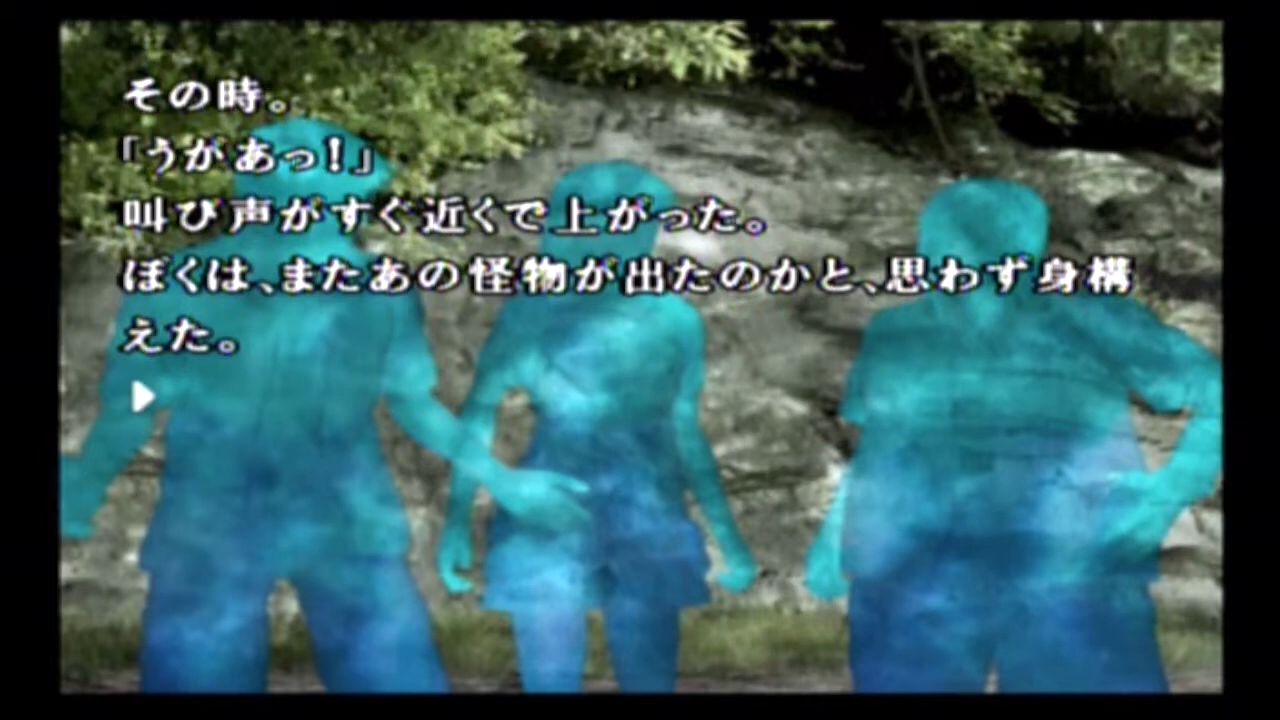 その時。
「うがあっ！」
叫び声がすぐ近くで上がった。
ぼくは、またあの怪物が出たのかと、思わず身構
えた。